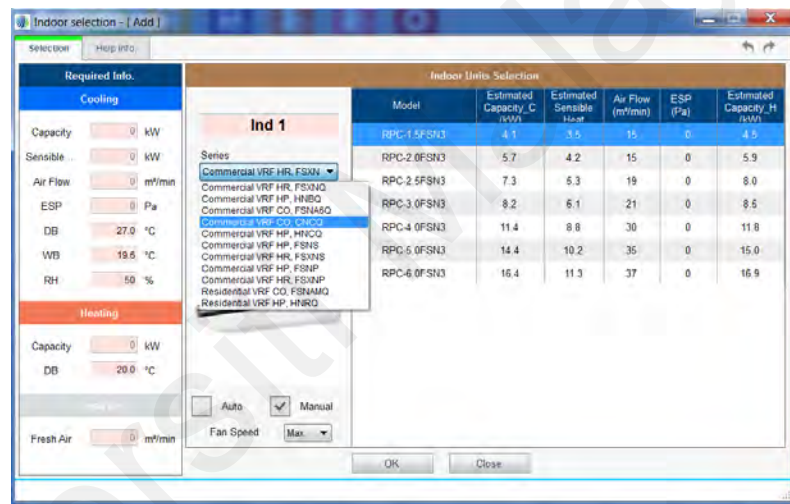 Indoor selection - [ Add ]
Selection Help Info.
Required Info.
Cooling
Capacity 0 kW
Sensible... 0 kW
Air Flow 0 m³/min
ESP 0 Pa
DB 27.0 °C
WB 19.6 °C
RH 50 %
Heating
Capacity 0 kW
DB 20.0 °C
Fresh Air 0 m³/min
Ind 1
Series
Commercial VRF HR, FSXN
Commercial VRF HR, FSXNQ
Commercial VRF HP, HNBQ
Commercial VRF CO, FSNA6Q
Commercial VRF CO, CNCQ
Commercial VRF HP, HNCQ
Commercial VRF HP, FSNS
Commercial VRF HR, FSXNS
Commercial VRF HP, FSNP
Commercial VRF HR, FSXNP
Residential VRF CO, FSNAMQ
Residential VRF HP, HNRQ
Auto Manual
Fan Speed Max.
Indoor Units Selection
Model Estimated Capacity_C (kW) Estimated Sensible Heat Air Flow (m³/min) ESP (Pa) Estimated Capacity_H (kW)
RPC-1.5FSN3 4.1 3.5 15 0 4.5
RPC-2.0FSN3 5.7 4.2 15 0 5.9
RPC-2.5FSN3 7.3 5.3 19 0 8.0
RPC-3.0FSN3 8.2 6.1 21 0 8.5
RPC-4.0FSN3 11.4 8.8 30 0 11.8
RPC-5.0FSN3 14.4 10.2 35 0 15.0
RPC-6.0FSN3 16.4 11.3 37 0 16.9
OK Close